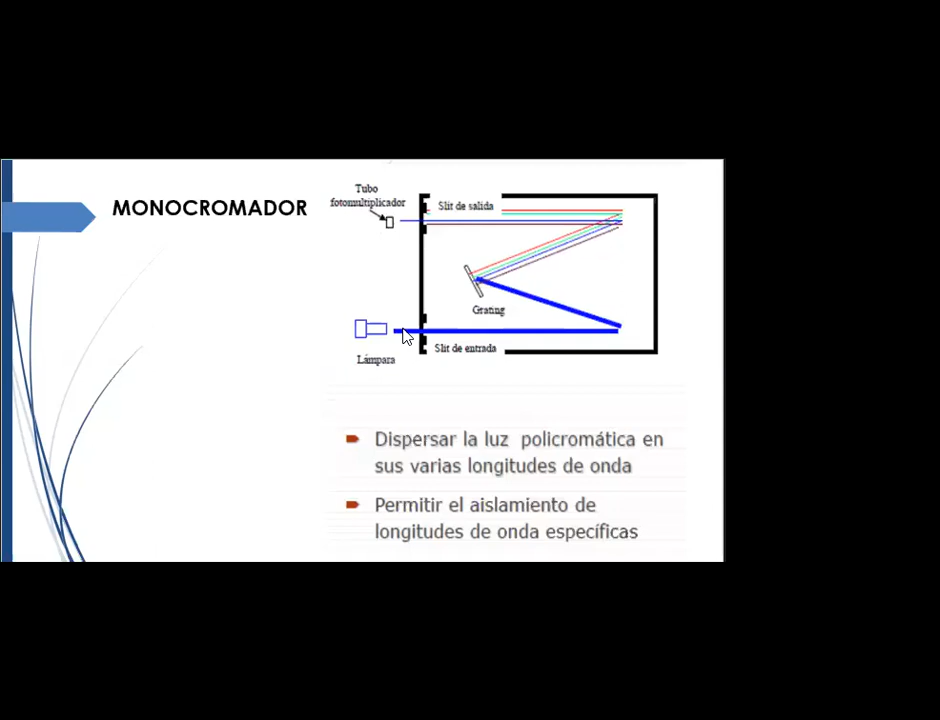 MONOCROMADOR
Tubo
fotomultiplicador
Slit de salida
Grating
Slit de entrada
Lámpara
Dispersar la luz policromática en
sus varias longitudes de onda
Permitir el aislamiento de
longitudes de onda específicas